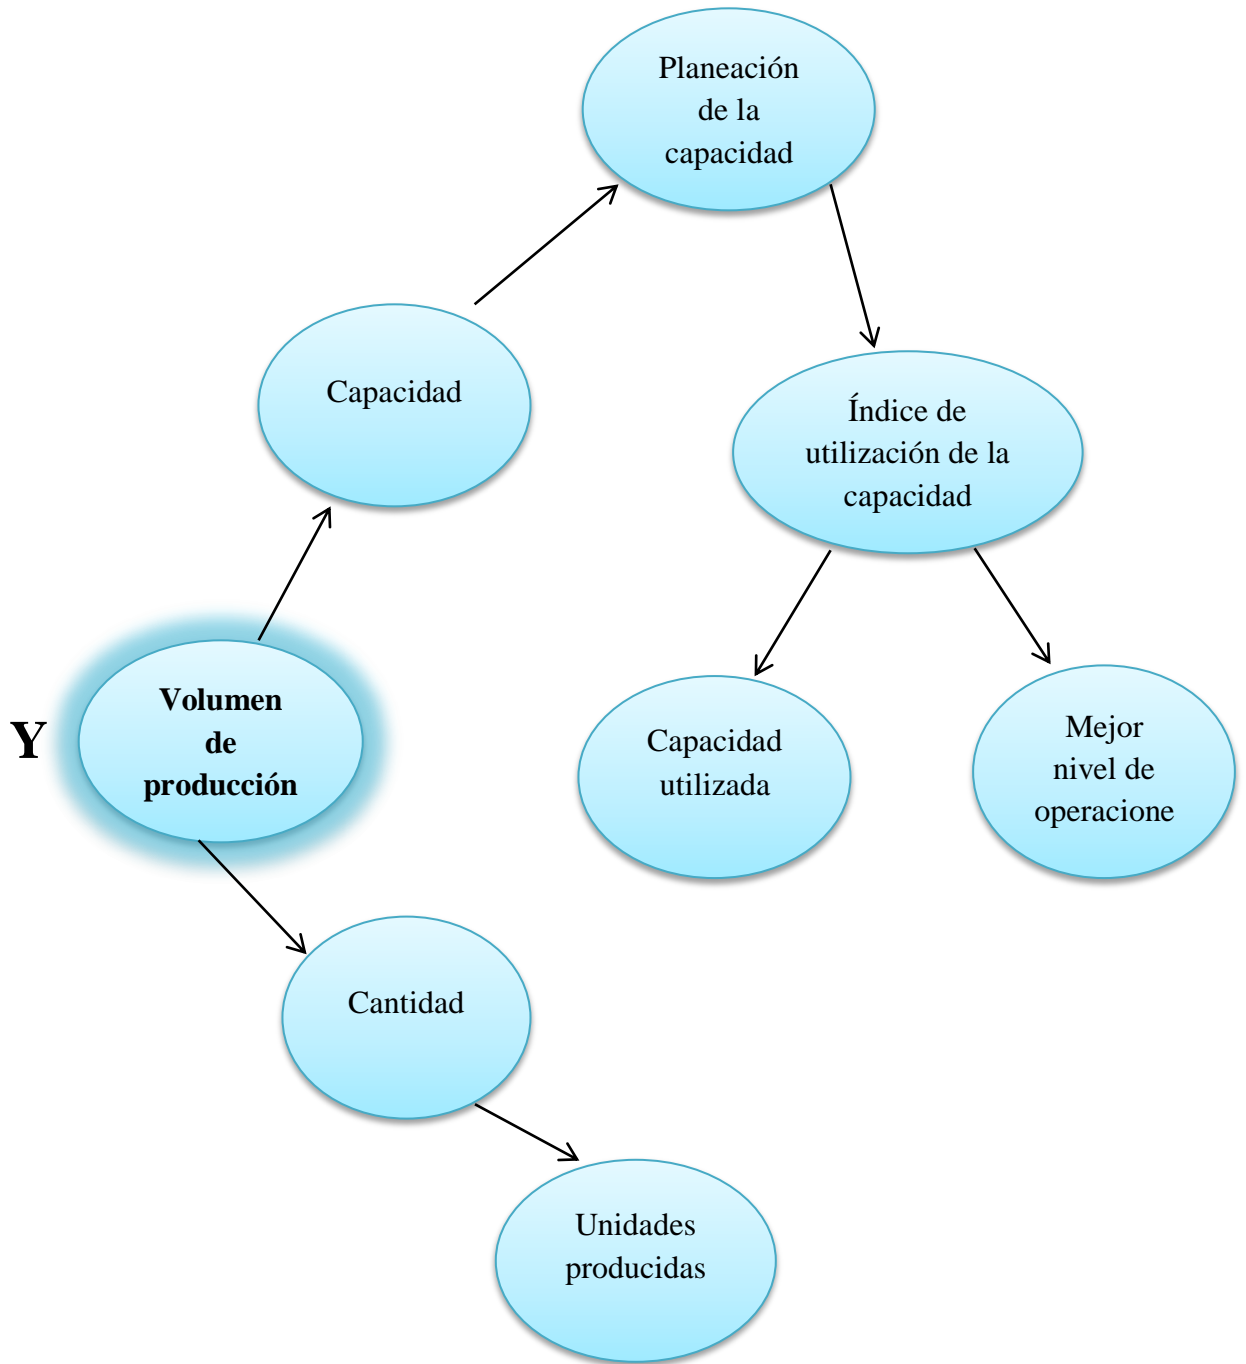 Planeación
de la
capacidad
Capacidad
Índice de
utilización de la
capacidad
Y
Volumen
de
producción
Capacidad
utilizada
Mejor
nivel de
operacione
Cantidad
Unidades
producidas